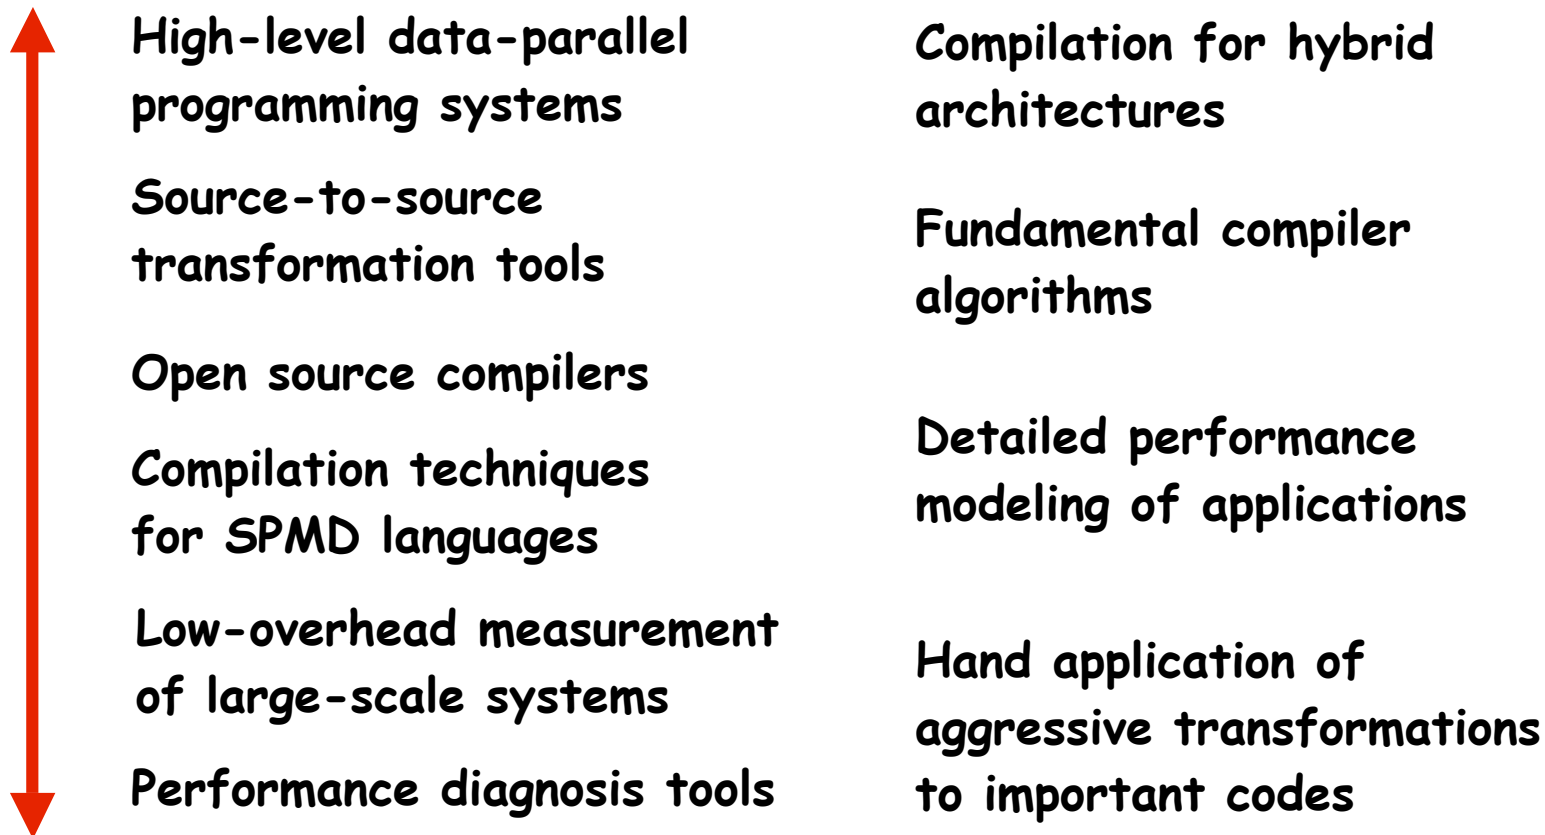 High-level data-parallel
programming systems
Source-to-source
transformation tools
Open source compilers
Compilation techniques
for SPMD languages
Low-overhead measurement
of large-scale systems
Performance diagnosis tools
Compilation for hybrid
architectures
Fundamental compiler
algorithms
Detailed performance
modeling of applications
Hand application of
aggressive transformations
to important codes